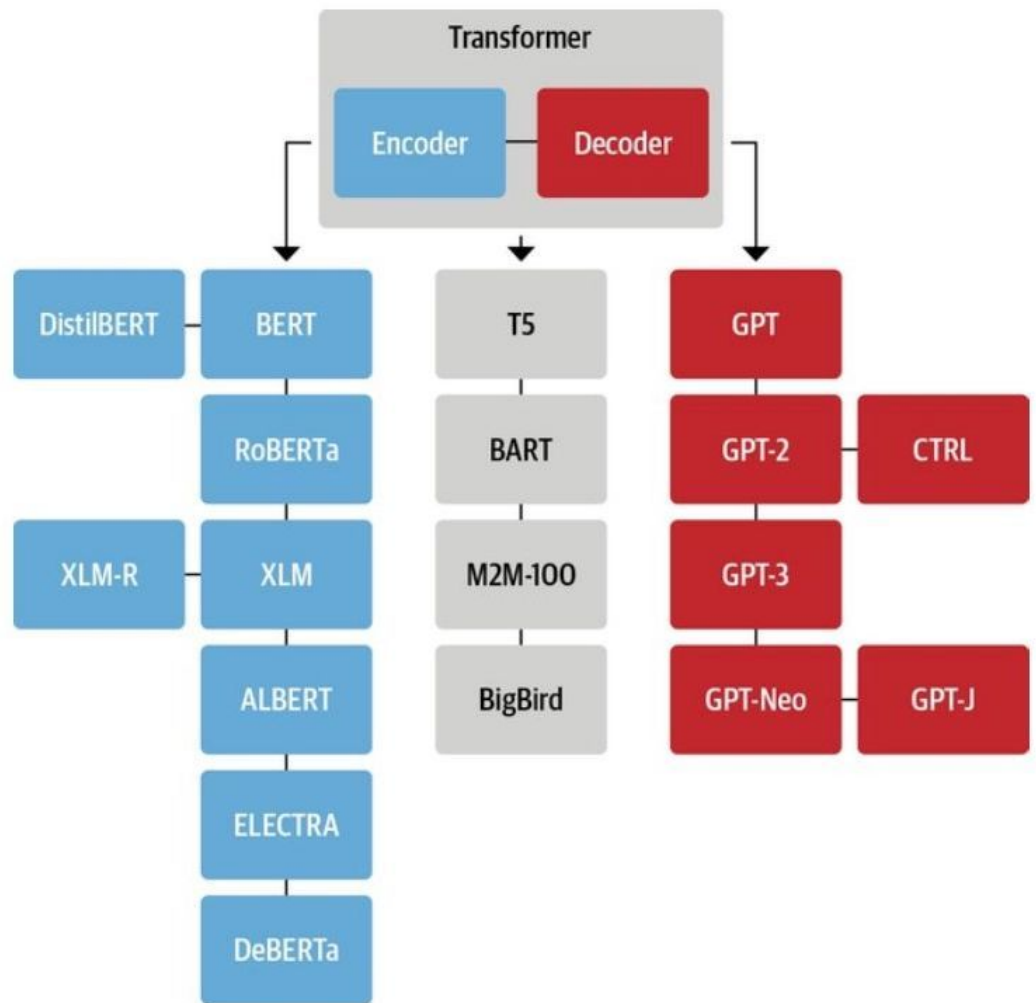 Transformer
Encoder
Decoder
DistilBERT
BERT
T5
GPT
RoBERTa
BART
GPT-2
CTRL
XLM-R
XLM
M2M-100
GPT-3
ALBERT
BigBird
GPT-Neo
GPT-J
ELECTRA
DeBERTa